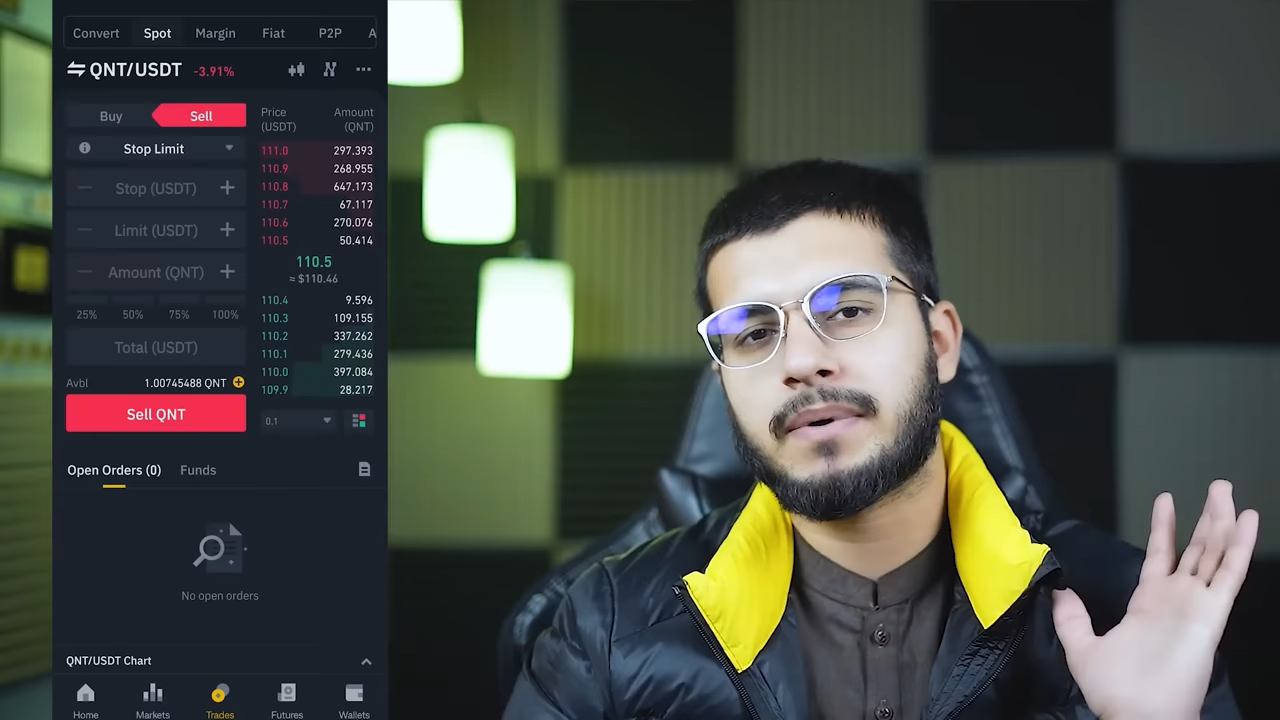 Convert Spot Margin Fiat P2P A
QNT/USDT -3.91%
Buy Sell
Stop Limit
Stop (USDT)
Limit (USDT)
Amount (QNT)
25% 50% 75% 100%
Total (USDT)
Avbl 1.00745488 QNT
Sell QNT
Price Amount
(USDT) (QNT)
111.0 297.393
110.9 268.955
110.8 647.173
110.7 67.117
110.6 270.076
110.5 50.414
110.5
≈ $110.46
110.4 9.596
110.3 109.155
110.2 337.262
110.1 279.436
110.0 397.084
109.9 28.217
0.1
Open Orders (0) Funds
No open orders
QNT/USDT Chart
Home Markets Trades Futures Wallets